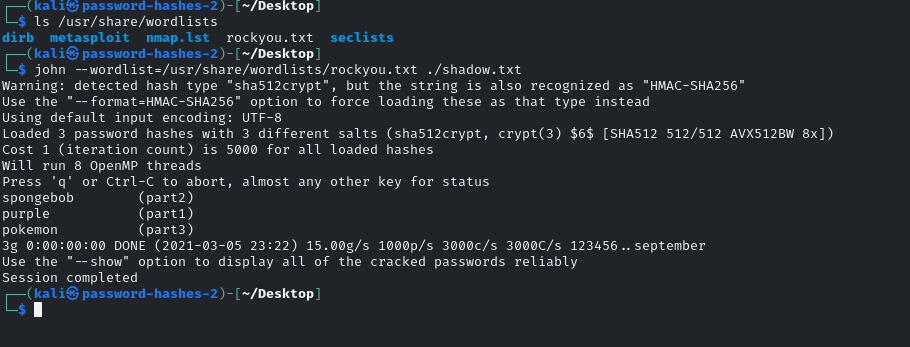 ┌──(kali㉿password-hashes-2)-[~/Desktop]
└─$ ls /usr/share/wordlists
dirb  metasploit  nmap.lst  rockyou.txt  seclists
┌──(kali㉿password-hashes-2)-[~/Desktop]
└─$ john --wordlist=/usr/share/wordlists/rockyou.txt ./shadow.txt
Warning: detected hash type "sha512crypt", but the string is also recognized as "HMAC-SHA256"
Use the "--format=HMAC-SHA256" option to force loading these as that type instead
Using default input encoding: UTF-8
Loaded 3 password hashes with 3 different salts (sha512crypt, crypt(3) $6$ [SHA512 512/512 AVX512BW 8x])
Cost 1 (iteration count) is 5000 for all loaded hashes
Will run 8 OpenMP threads
Press 'q' or Ctrl-C to abort, almost any other key for status
spongebob        (part2)
purple           (part1)
pokemon          (part3)
3g 0:00:00:00 DONE (2021-03-05 23:22) 15.00g/s 1000p/s 3000c/s 3000C/s 123456..september
Use the "--show" option to display all of the cracked passwords reliably
Session completed
┌──(kali㉿password-hashes-2)-[~/Desktop]
└─$